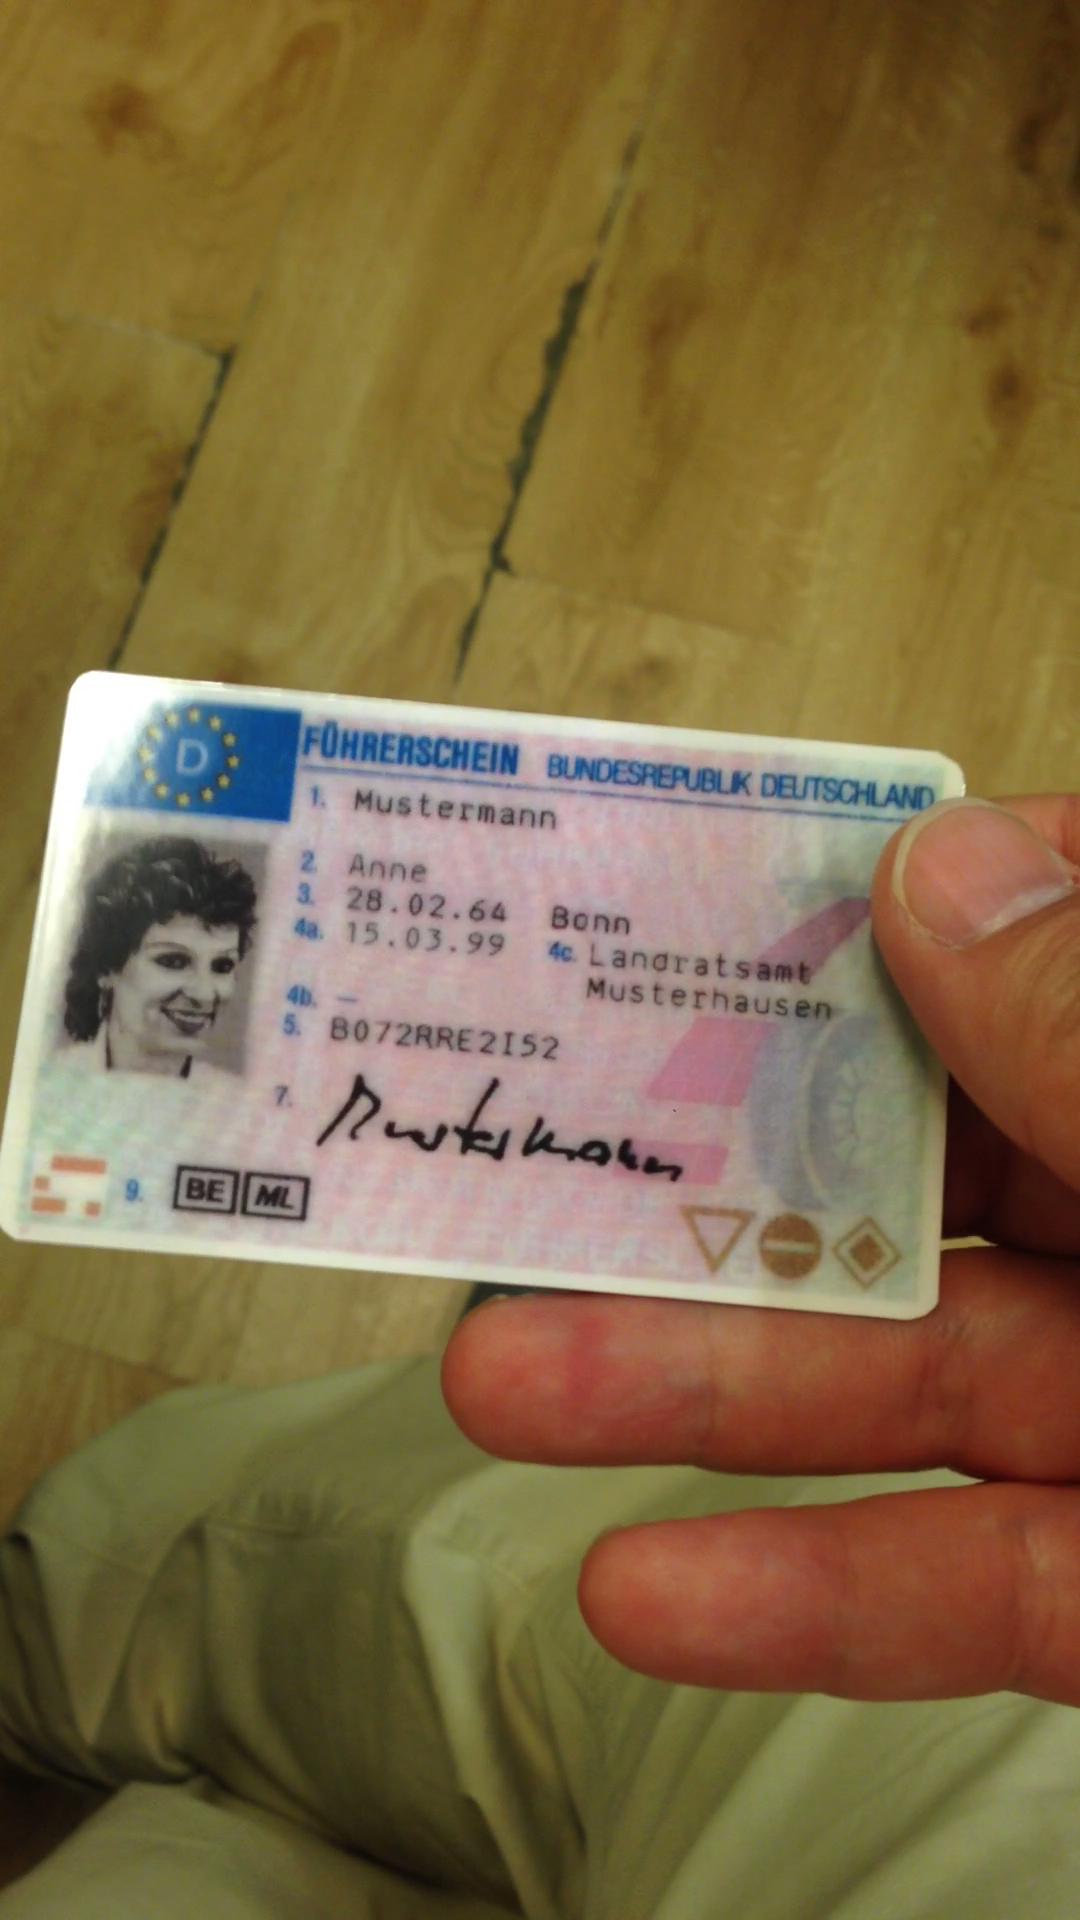 D
FÜHRERSCHEIN BUNDESREPUBLIK DEUTSCHLAND
1. Mustermann
2. Anne
3. 28.02.64 Bonn
4a. 15.03.99 4c. Landratsamt
Musterhausen
4b. –
5. B072RRE2I52
7. Mustermann
9. BE ML